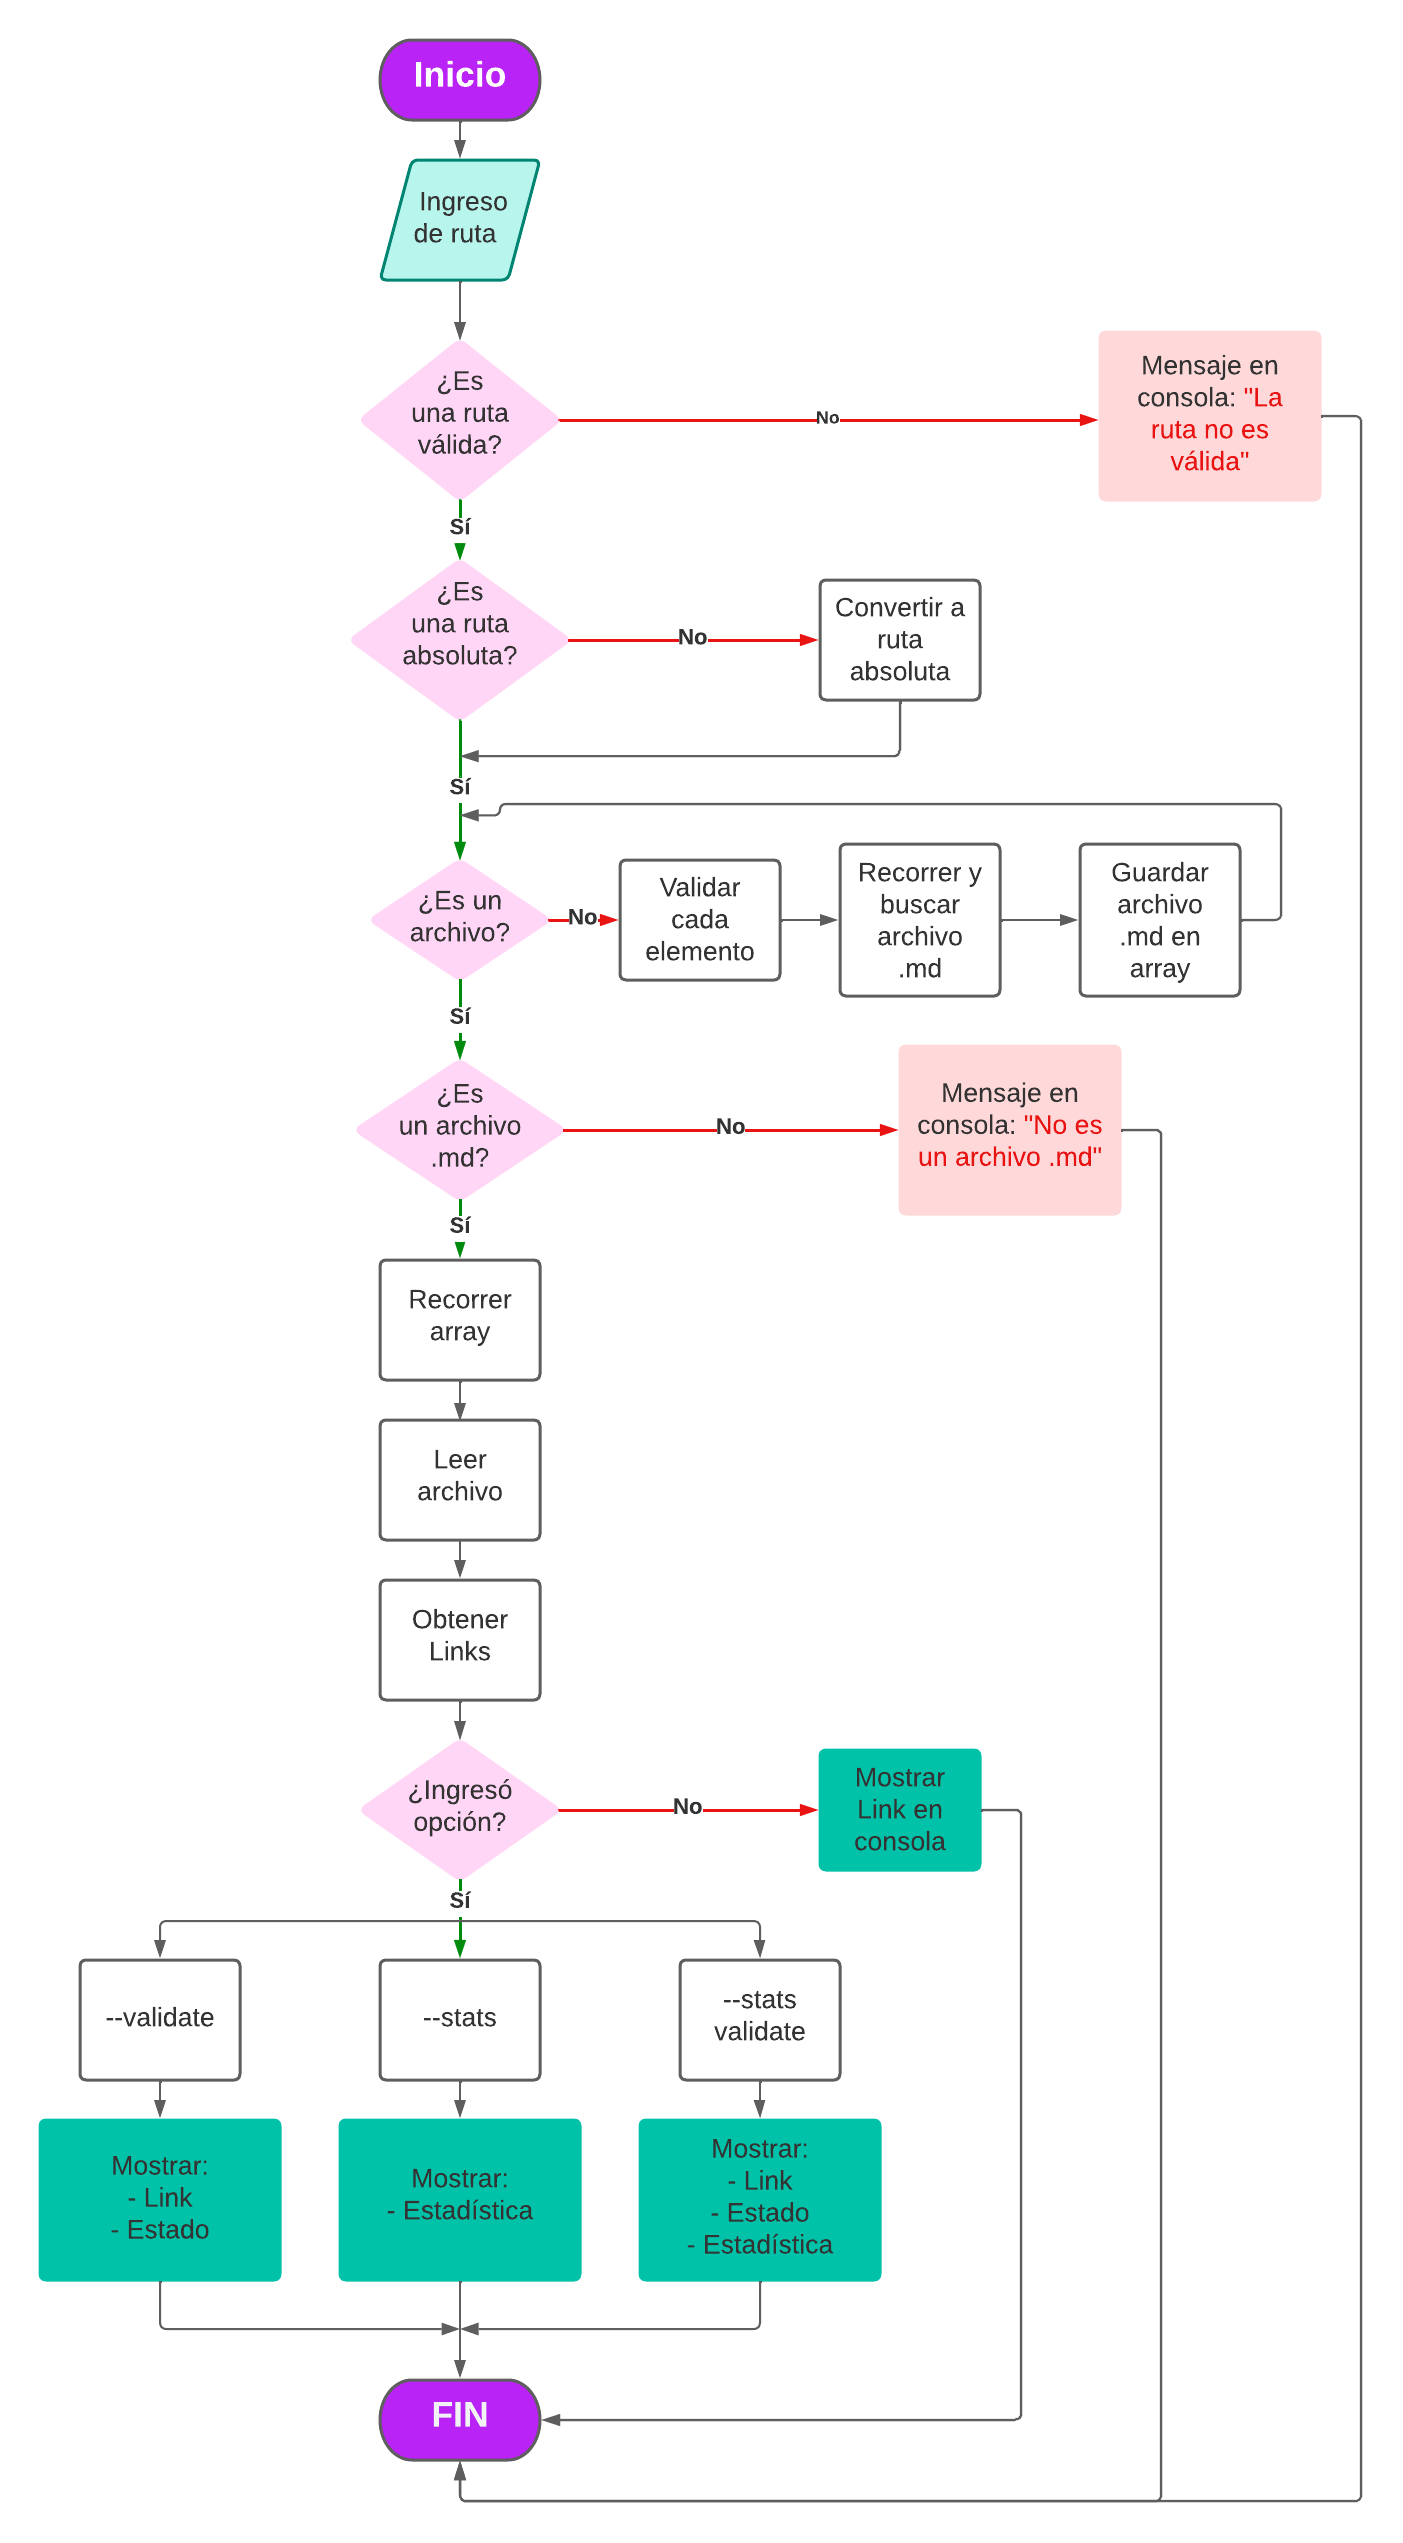 Inicio
Ingreso
de ruta
¿Es
una ruta
válida?
No
Mensaje en
consola: "La
ruta no es
válida"
Sí
¿Es
una ruta
absoluta?
No
Convertir a
ruta
absoluta
Sí
¿Es un
archivo?
No
Validar
cada
elemento
Recorrer y
buscar
archivo
.md
Guardar
archivo
.md en
array
Sí
¿Es
un archivo
.md?
No
Mensaje en
consola: "No es
un archivo .md"
Sí
Recorrer
array
Leer
archivo
Obtener
Links
¿Ingresó
opción?
No
Mostrar
Link en
consola
Sí
--validate
--stats
--stats
validate
Mostrar:
- Link
- Estado
Mostrar:
- Estadística
Mostrar:
- Link
- Estado
- Estadística
FIN